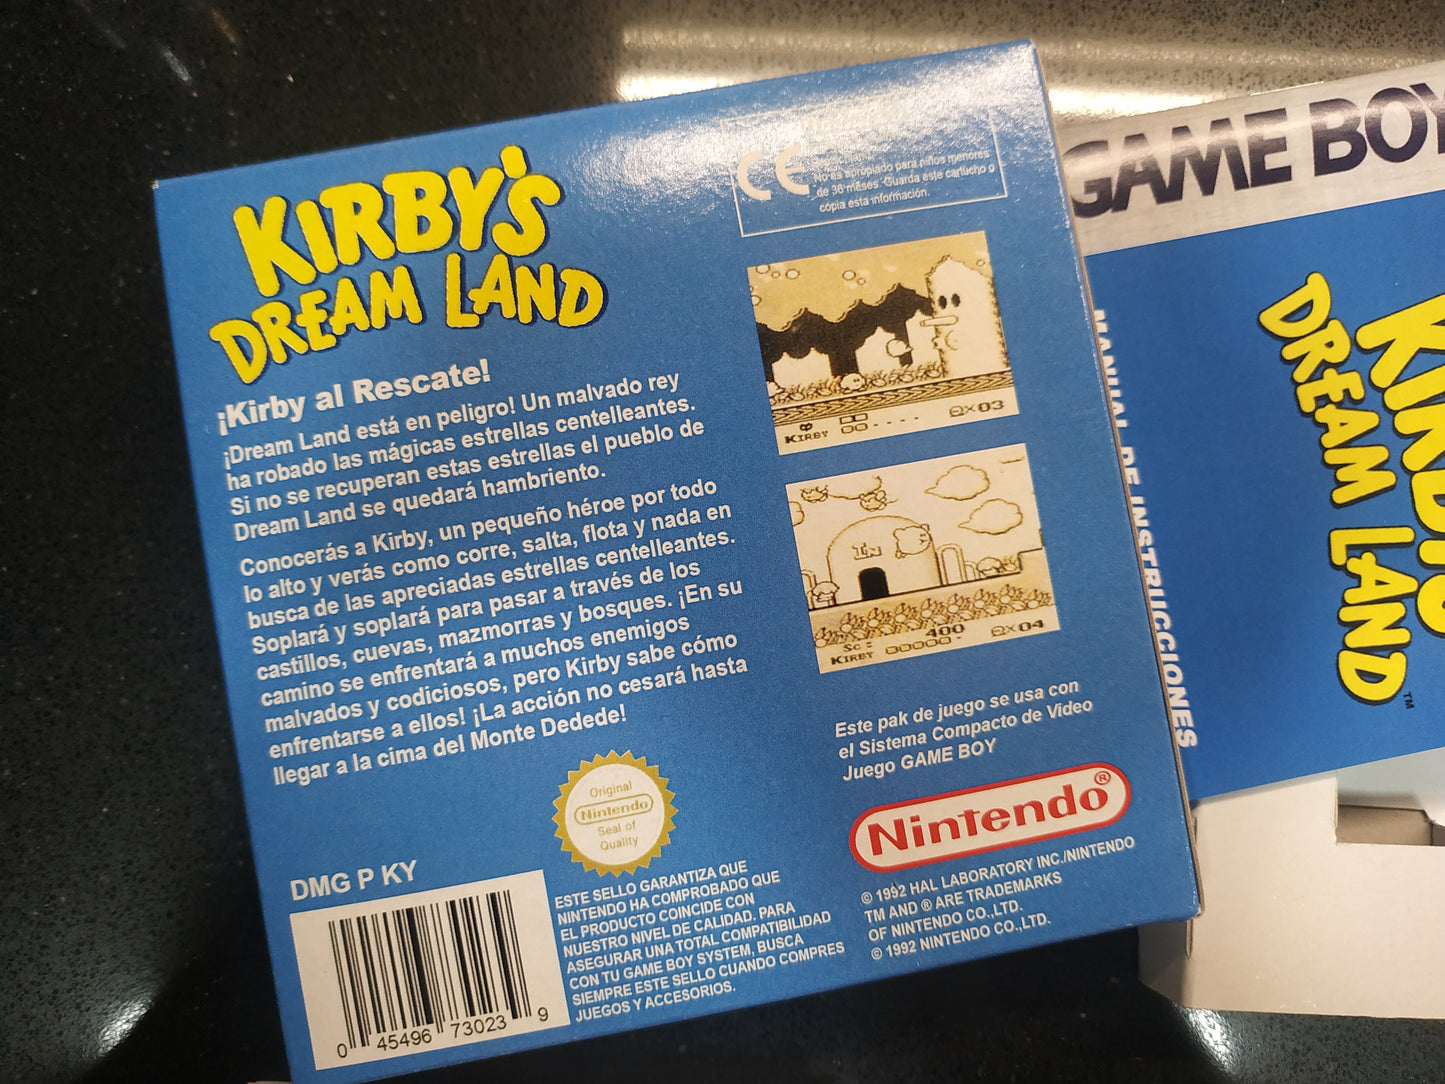 KIRBY'S
DREAM LAND
¡Kirby al Rescate!
¡Dream Land está en peligro! Un malvado rey
ha robado las mágicas estrellas centelleantes.
Si no se recuperan estas estrellas el pueblo de
Dream Land se quedará hambriento.
Conocerás a Kirby, un pequeño héroe por todo
lo alto y verás como corre, salta, flota y nada en
busca de las apreciadas estrellas centelleantes.
Soplará y soplará para pasar a través de los
castillos, cuevas, mazmorras y bosques. ¡En su
camino se enfrentará a muchos enemigos
malvados y codiciosos, pero Kirby sabe cómo
enfrentarse a ellos! ¡La acción no cesará hasta
llegar a la cima del Monte Dedede!
CE
No es apropiado para niños menores
de 36 meses. Guarda este cartucho o
cópia esta información.
KIRBY
×03
IN
Sc: 400
KIRBY
×04
Este pak de juego se usa con
el Sistema Compacto de Video
Juego GAME BOY
Nintendo®
© 1992 HAL LABORATORY INC./NINTENDO
TM AND ® ARE TRADEMARKS
OF NINTENDO CO.,LTD.
© 1992 NINTENDO CO.,LTD.
Original
Nintendo
Seal of
Quality
ESTE SELLO GARANTIZA QUE
NINTENDO HA COMPROBADO QUE
EL PRODUCTO COINCIDE CON
NUESTRO NIVEL DE CALIDAD. PARA
ASEGURAR UNA TOTAL COMPATIBILIDAD
CON TU GAME BOY SYSTEM, BUSCA
SIEMPRE ESTE SELLO CUANDO COMPRES
JUEGOS Y ACCESORIOS.
DMG P KY
0 45496 73023 9
GAME BOY
MANUAL DE INSTRUCCIONES
DREAM LAND™